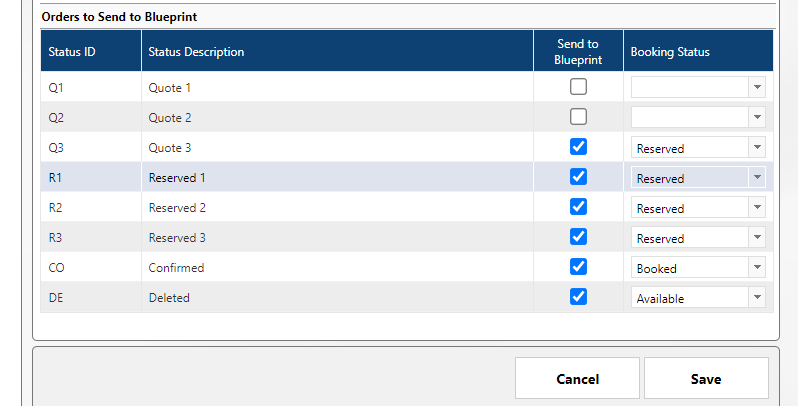 Orders to Send to Blueprint
Status ID Status Description Send to Blueprint Booking Status
Q1 Quote 1
Q2 Quote 2
Q3 Quote 3 Reserved
R1 Reserved 1 Reserved
R2 Reserved 2 Reserved
R3 Reserved 3 Reserved
CO Confirmed Booked
DE Deleted Available
Cancel Save